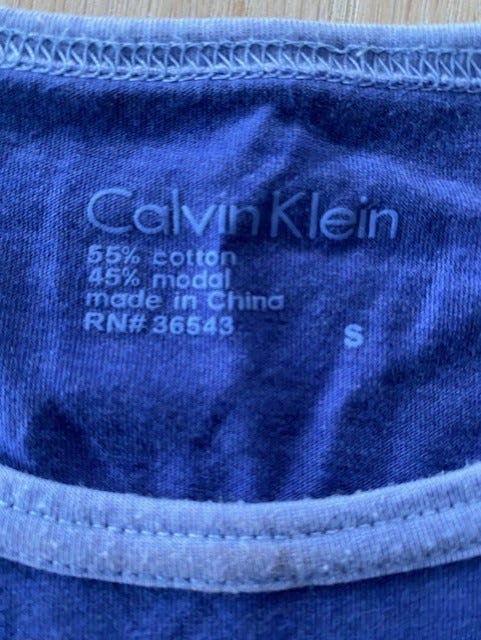 Calvin Klein
55% cotton
45% modal
made in China
RN# 36543
S